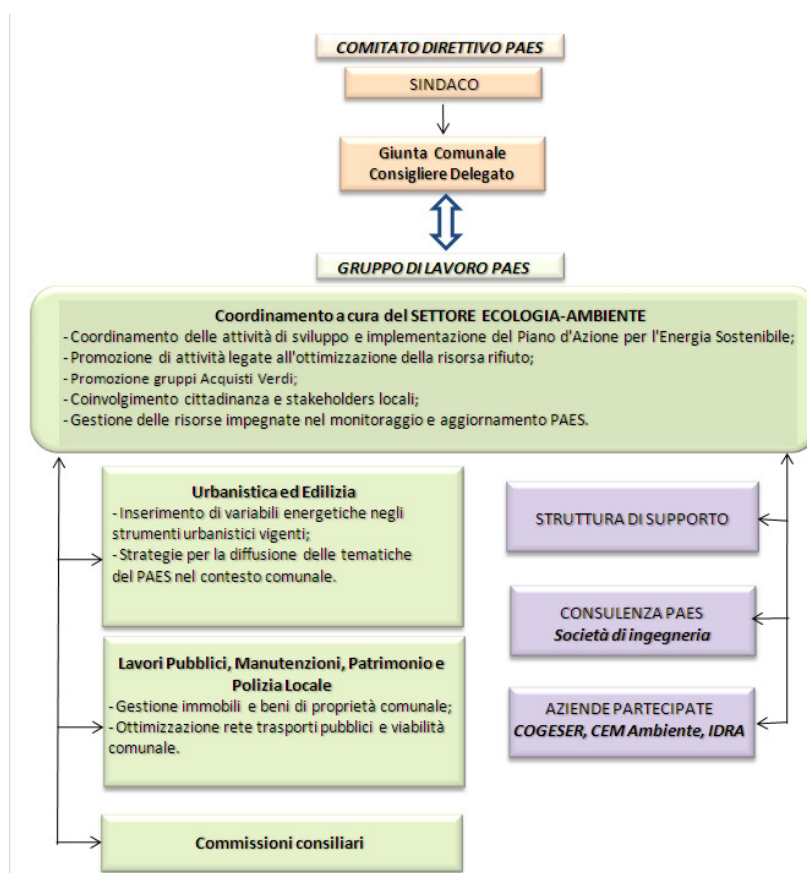 COMITATO DIRETTIVO PAES
SINDACO
Giunta Comunale
Consigliere Delegato
GRUPPO DI LAVORO PAES
Coordinamento a cura del SETTORE ECOLOGIA-AMBIENTE
- Coordinamento delle attività di sviluppo e implementazione del Piano d'Azione per l'Energia Sostenibile;
- Promozione di attività legate all'ottimizzazione della risorsa rifiuto;
- Promozione gruppi Acquisti Verdi;
- Coinvolgimento cittadinanza e stakeholders locali;
- Gestione delle risorse impegnate nel monitoraggio e aggiornamento PAES.
Urbanistica ed Edilizia
- Inserimento di variabili energetiche negli
strumenti urbanistici vigenti;
- Strategie per la diffusione delle tematiche
del PAES nel contesto comunale.
Lavori Pubblici, Manutenzioni, Patrimonio e
Polizia Locale
- Gestione immobili e beni di proprietà comunale;
- Ottimizzazione rete trasporti pubblici e viabilità
comunale.
Commissioni consiliari
STRUTTURA DI SUPPORTO
CONSULENZA PAES
Società di ingegneria
AZIENDE PARTECIPATE
COGESER, CEM Ambiente, IDRA